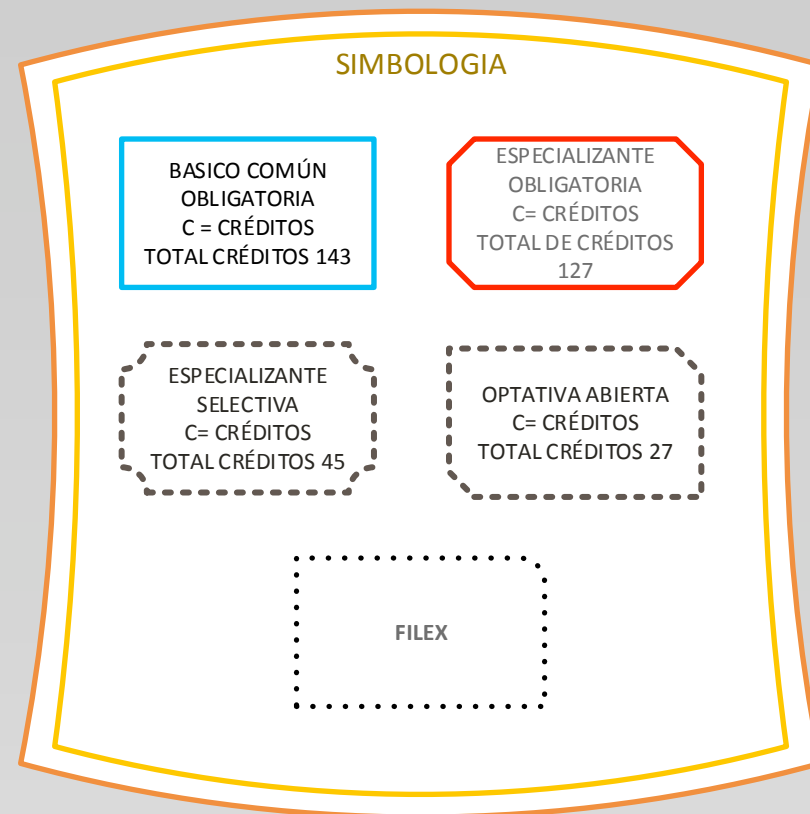 SIMBOLOGIA
BASICO COMÚN
OBLIGATORIA
C = CRÉDITOS
TOTAL CRÉDITOS 143
ESPECIALIZANTE
OBLIGATORIA
C= CRÉDITOS
TOTAL DE CRÉDITOS
127
ESPECIALIZANTE
SELECTIVA
C= CRÉDITOS
TOTAL CRÉDITOS 45
OPTATIVA ABIERTA
C= CRÉDITOS
TOTAL CRÉDITOS 27
FILEX